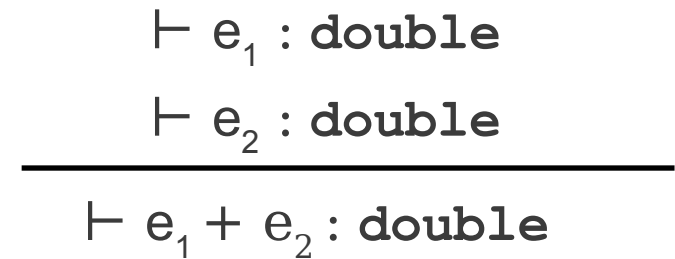 ⊢ e₁ : double
⊢ e₂ : double
⊢ e₁ + e₂ : double